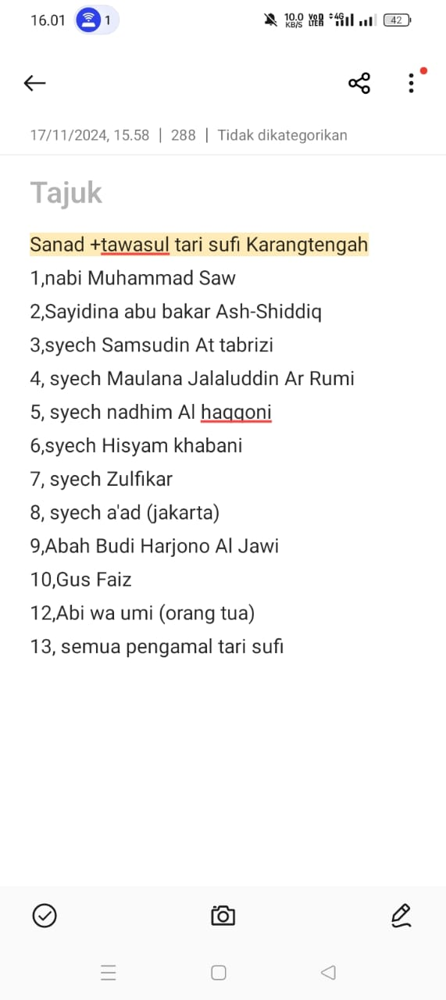 16.01 1 10.0 KB/S VoD LTE 4G 42
17/11/2024, 15.58 | 288 | Tidak dikategorikan
Tajuk
Sanad +tawasul tari sufi Karangtengah
1,nabi Muhammad Saw
2,Sayidina abu bakar Ash-Shiddiq
3,syech Samsudin At tabrizi
4, syech Maulana Jalaluddin Ar Rumi
5, syech nadhim Al haqqoni
6,syech Hisyam khabani
7, syech Zulfikar
8, syech a'ad (jakarta)
9,Abah Budi Harjono Al Jawi
10,Gus Faiz
12,Abi wa umi (orang tua)
13, semua pengamal tari sufi